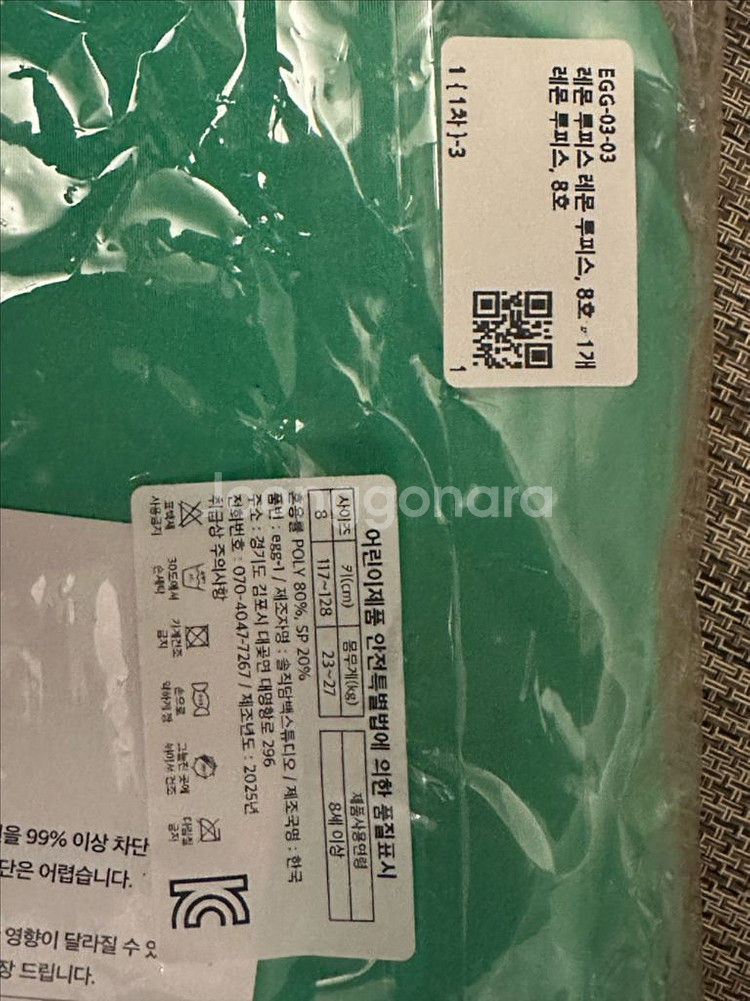 EGG-03-03
레몬 투피스 레몬 투피스, 8호 1개
레몬 투피스, 8호
1 ( 1차 )-3
1
어린이제품 안전특별법에 의한 품질표시
사이즈 키(cm) 몸무게(kg) 제품사용연령
8 117~128 23~27 8세 이상
혼용률 POLY 80%, SP 20%
품번 : egg-1 / 제조자명 : 솔직담백스튜디오 / 제조국명 : 한국
주소 : 경기도 김포시 대곶면 대명항로 296
전화번호 : 070-4047-7267 / 제조년도 : 2025년
취급상 주의사항
표백제 사용금지
30도에서 손세탁
기계건조 금지
손으로 약하게 짬
그늘진 곳에 뉘어서 건조
다림질 금지
KC
을 99% 이상 차단
단은 어렵습니다.
영향이 달라질 수 있
장 드립니다.
joonggonara